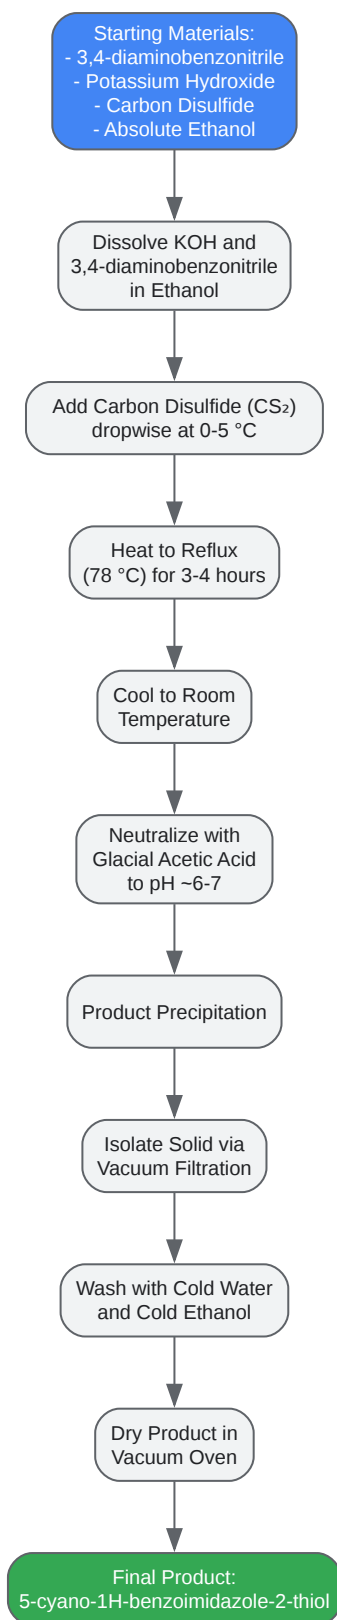 Starting Materials:
- 3,4-diaminobenzonitrile
- Potassium Hydroxide
- Carbon Disulfide
- Absolute Ethanol
Dissolve KOH and
3,4-diaminobenzonitrile
in Ethanol
Add Carbon Disulfide (CS₂)
dropwise at 0-5 °C
Heat to Reflux
(78 °C) for 3-4 hours
Cool to Room
Temperature
Neutralize with
Glacial Acetic Acid
to pH ~6-7
Product Precipitation
Isolate Solid via
Vacuum Filtration
Wash with Cold Water
and Cold Ethanol
Dry Product in
Vacuum Oven
Final Product:
5-cyano-1H-benzoimidazole-2-thiol